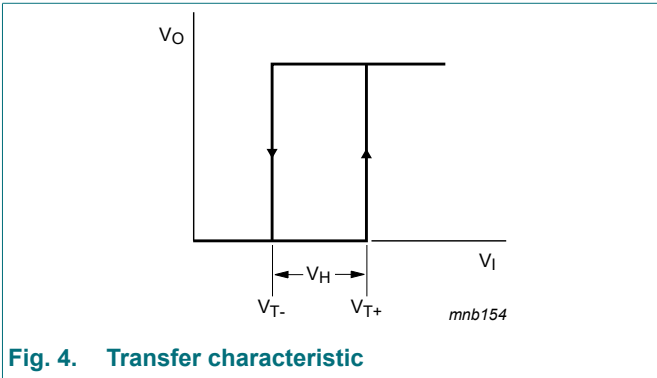 VO
VH
VI
VT-
VT+
mnb154
Fig. 4. Transfer characteristic